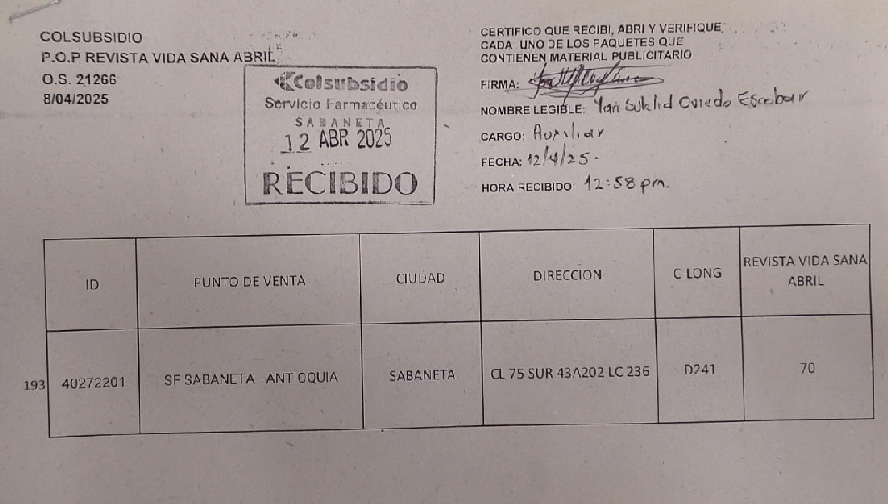 COLSUBSIDIO
P.O.P REVISTA VIDA SANA ABRIL
O.S. 21266
8/04/2025
Colsubsidio
Servicio Farmacéutico
SABANETA
12 ABR 2025
RECIBIDO
CERTIFICO QUE RECIBI, ABRI Y VERIFIQUE
CADA UNO DE LOS PAQUETES QUE
CONTIENEN MATERIAL PUBLICITARIO
FIRMA:
NOMBRE LEGIBLE: Oviedo Escobar
CARGO: Auxiliar
FECHA: 12/4/25-
HORA RECIBIDO 12:58 pm.
ID PUNTO DE VENTA CIUDAD DIRECCION C LONG REVISTA VIDA SANA
ABRIL
193 40272201 SF SABANETA ANTIOQUIA SABANETA CL 75 SUR 43A202 LC 236 D241 70